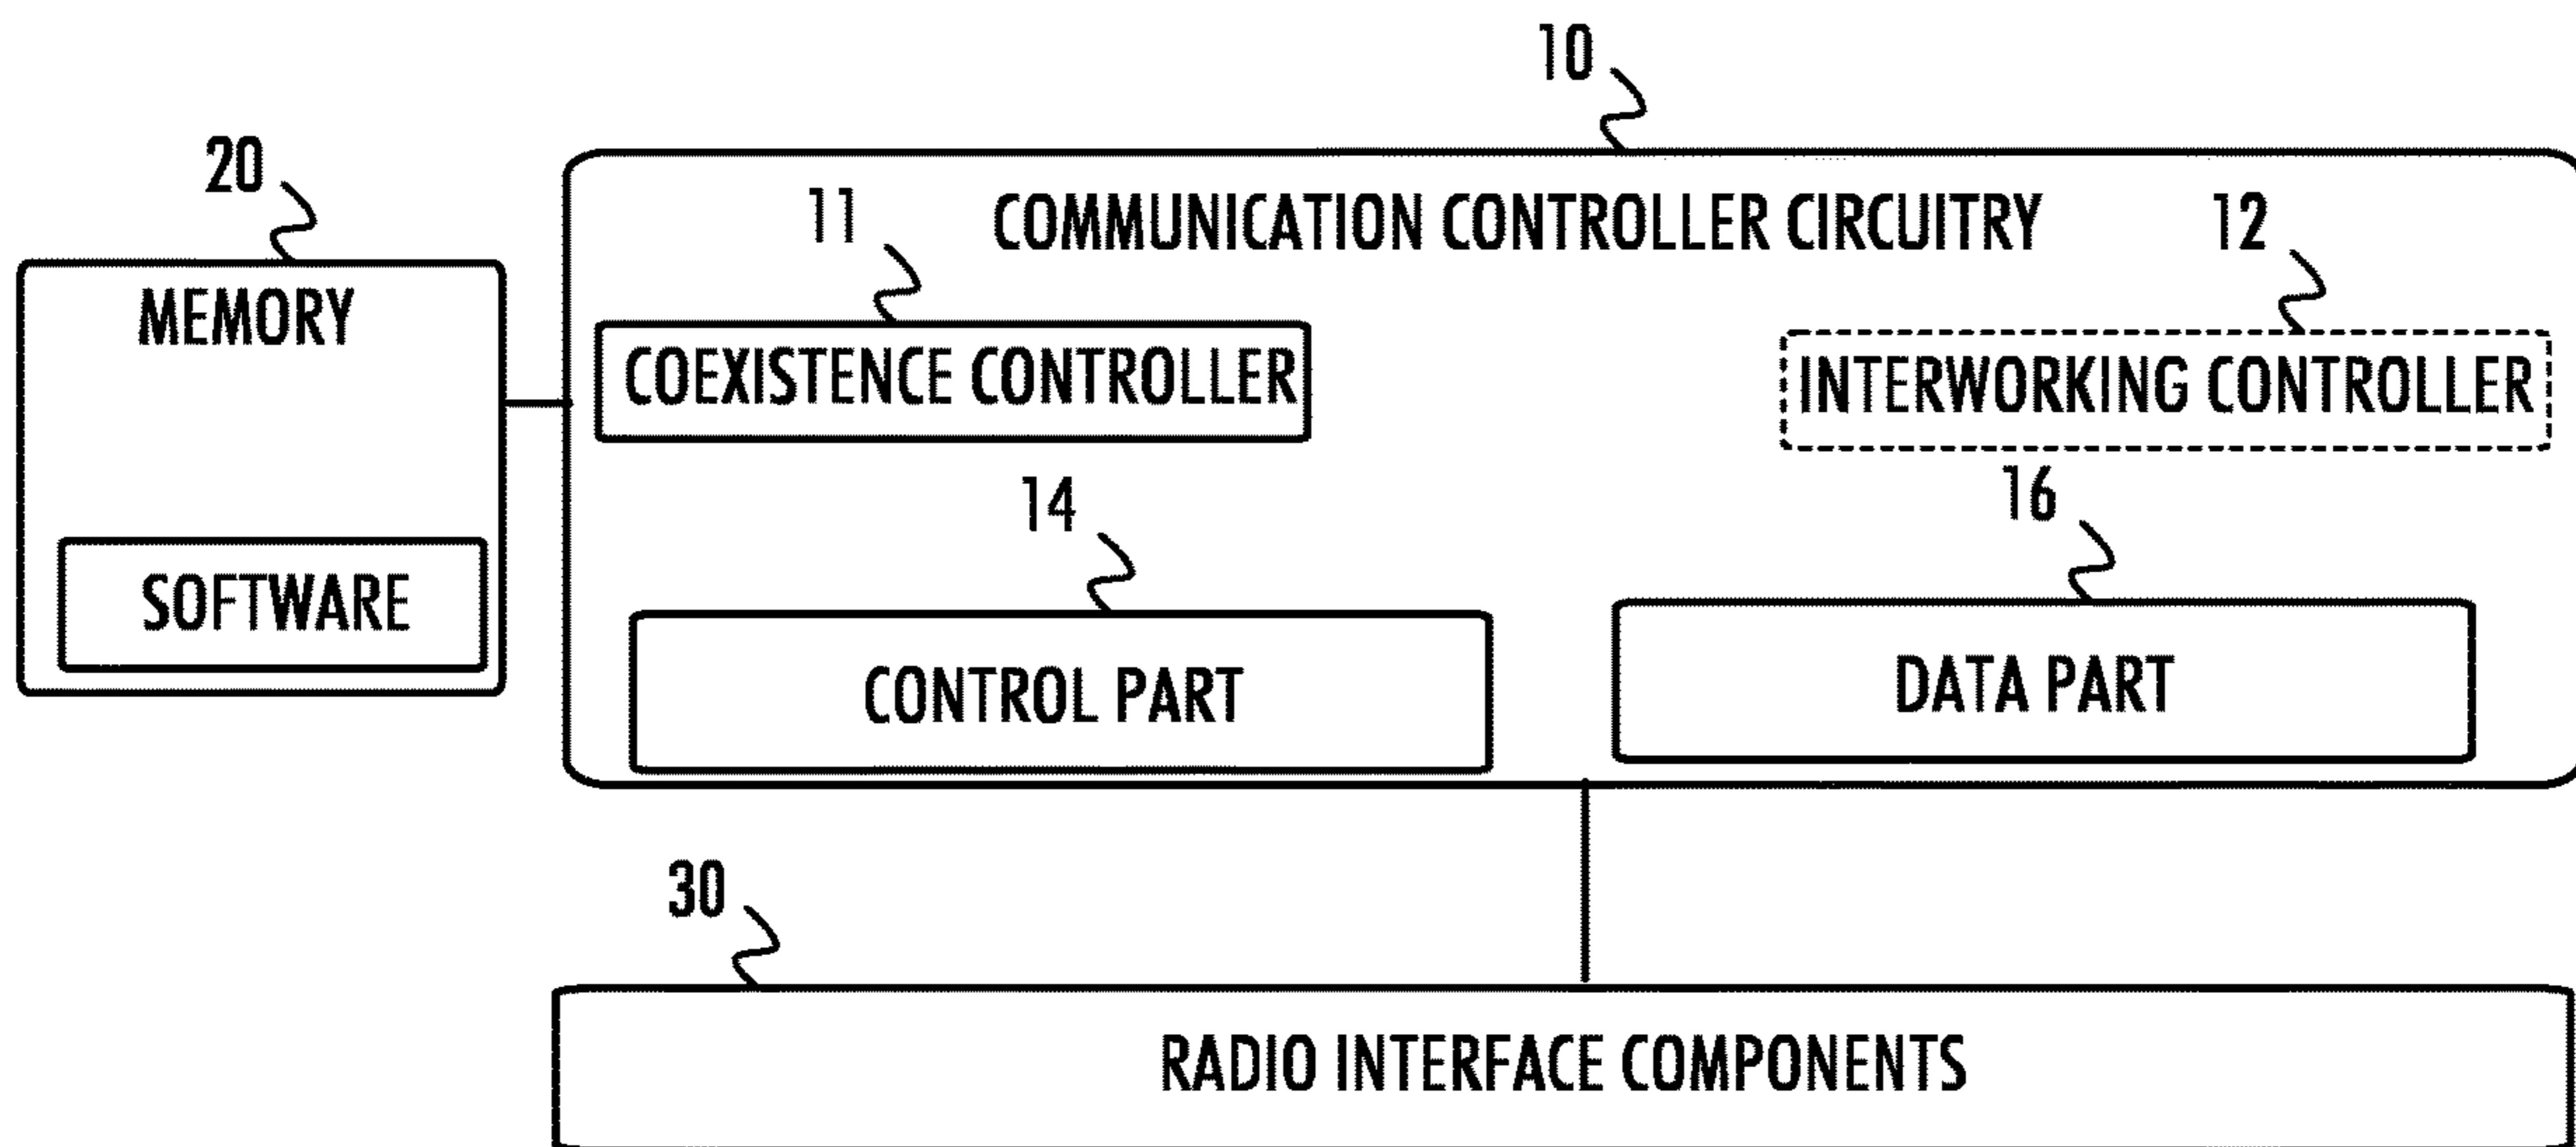 10
20
11
COMMUNICATION CONTROLLER CIRCUITRY
12
MEMORY
COEXISTENCE CONTROLLER
INTERWORKING CONTROLLER
14
16
SOFTWARE
CONTROL PART
DATA PART
30
RADIO INTERFACE COMPONENTS